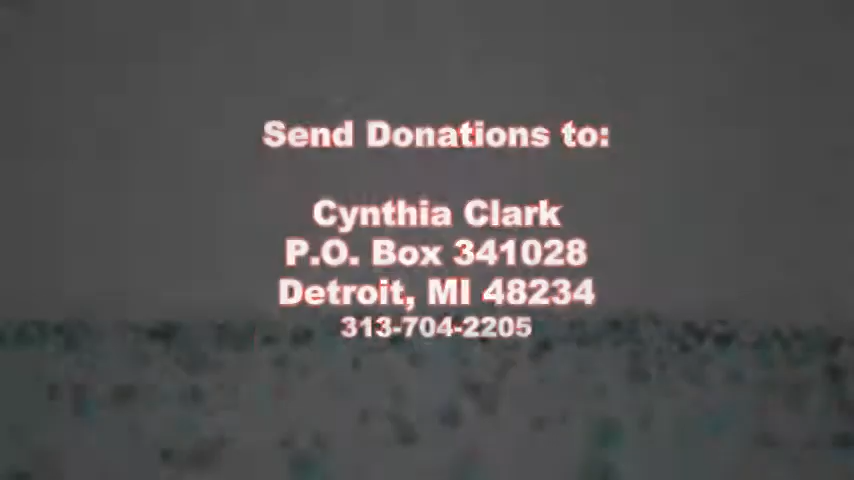 Send Donations to:
Cynthia Clark
P.O. Box 341028
Detroit, MI 48234
313-704-2205